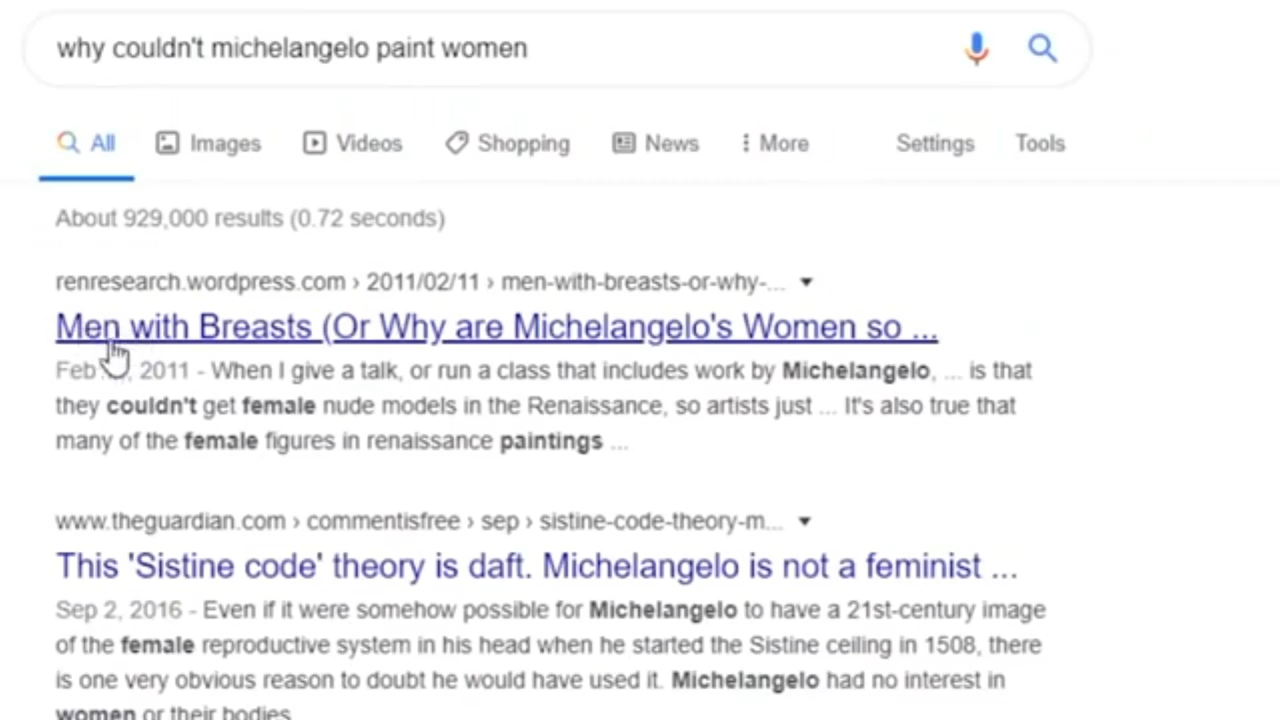 why couldn't michelangelo paint women
All Images Videos Shopping News More Settings Tools
About 929,000 results (0.72 seconds)
renresearch.wordpress.com › 2011/02/11 › men-with-breasts-or-why-...
Men with Breasts (Or Why are Michelangelo's Women so ...
Feb 2011 - When I give a talk, or run a class that includes work by Michelangelo, ... is that
they couldn't get female nude models in the Renaissance, so artists just ... It's also true that
many of the female figures in renaissance paintings ...
www.theguardian.com › commentisfree › sep › sistine-code-theory-m...
This 'Sistine code' theory is daft. Michelangelo is not a feminist ...
Sep 2, 2016 - Even if it were somehow possible for Michelangelo to have a 21st-century image
of the female reproductive system in his head when he started the Sistine ceiling in 1508, there
is one very obvious reason to doubt he would have used it. Michelangelo had no interest in
women or their bodies